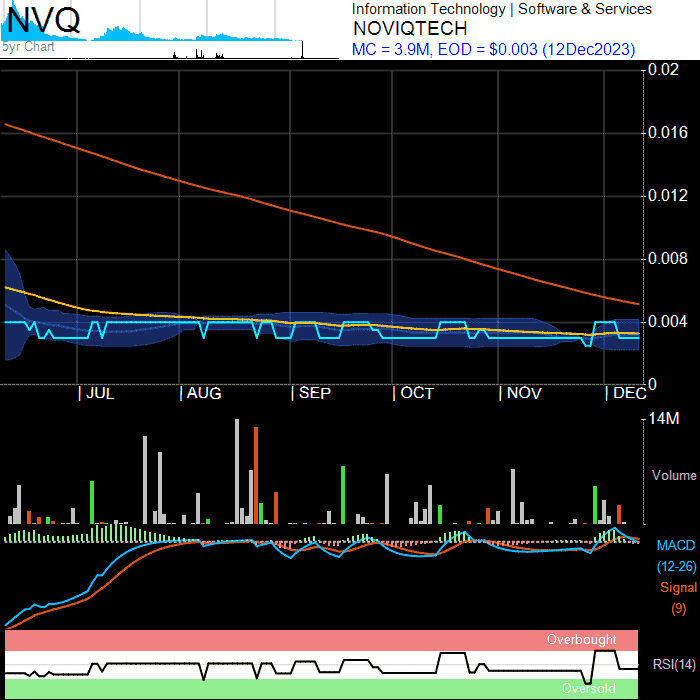 NVQ
5yr Chart
Information Technology | Software & Services
NOVIQTECH
MC = 3.9M, EOD = $0.003 (12Dec2023)
0.02
0.016
0.012
0.008
0.004
0
| JUL | AUG | SEP | OCT | NOV | DEC
14M
Volume
MACD
(12-26)
Signal
(9)
Overbought
RSI(14)
Oversold